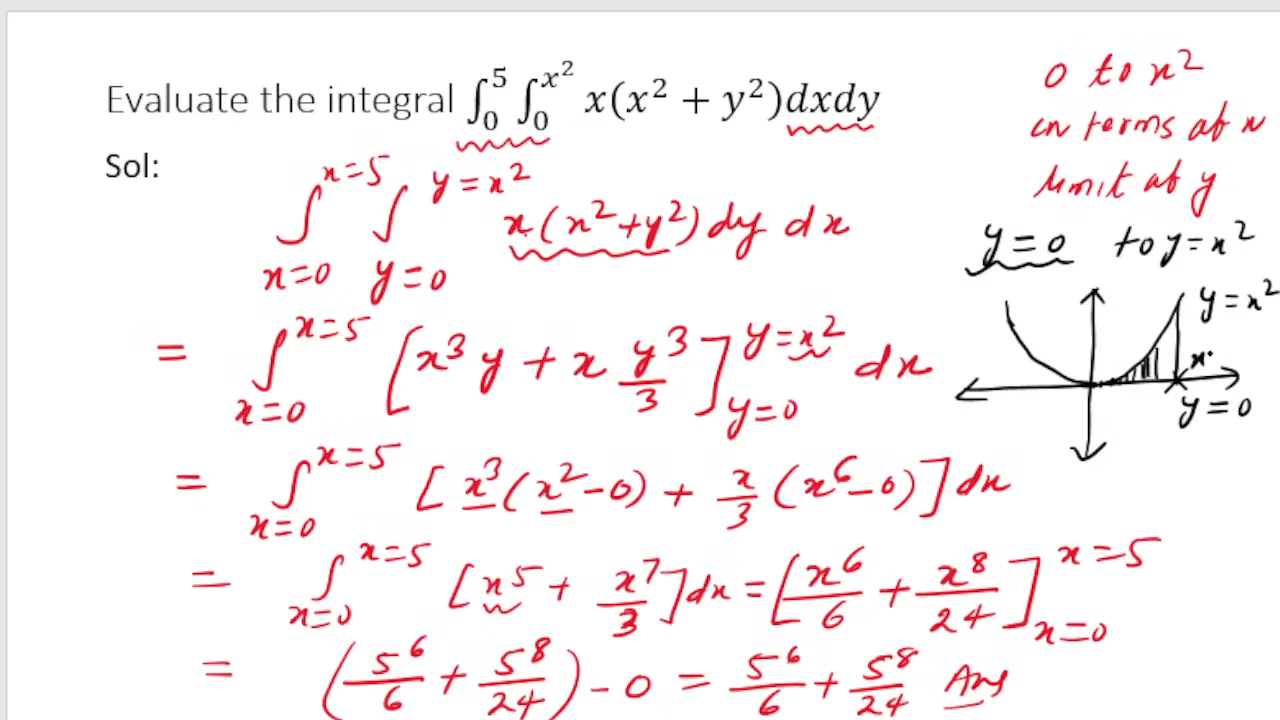 Evaluate the integral ∫₀⁵ ∫₀^(x²) x(x² + y²)dxdy
Sol:
∫_(x=0)^(x=5) ∫_(y=0)^(y=x²) x(x²+y²) dy dx
= ∫_(x=0)^(x=5) [x³y + x y³/3]_(y=0)^(y=x²) dx
= ∫_(x=0)^(x=5) [x³(x²-0) + x/3 (x⁶-0)] dx
= ∫_(x=0)^(x=5) [x⁵ + x⁷/3] dx = [x⁶/6 + x⁸/24]_(x=0)^(x=5)
= (5⁶/6 + 5⁸/24) - 0 = 5⁶/6 + 5⁸/24 Ans
0 to x²
in terms of x
limit of y
y=0 to y=x²
y=x²
x
y=0